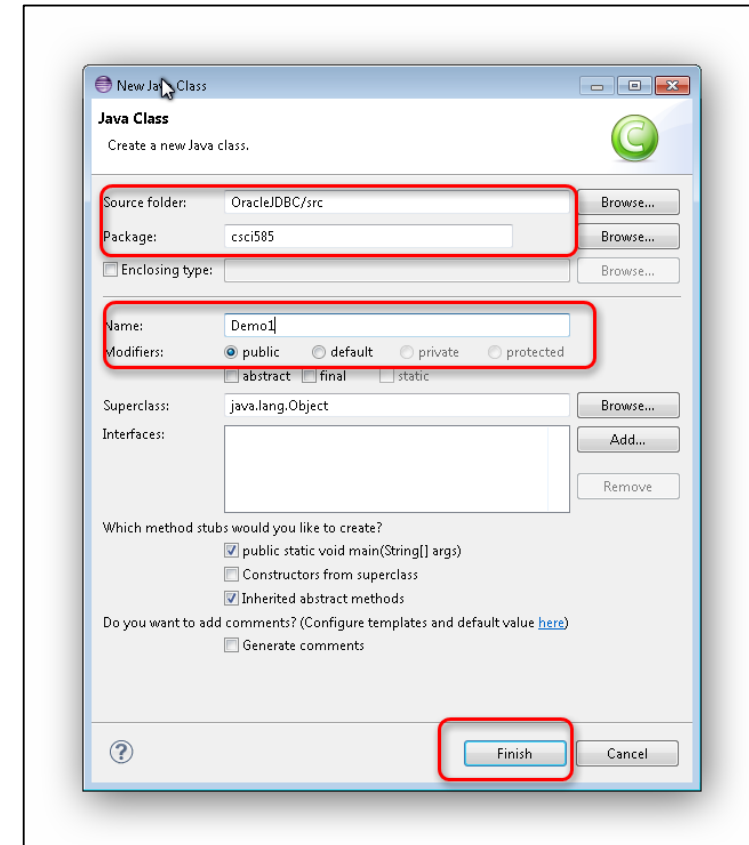 New Java Class
Java Class
Create a new Java class.
Source folder: OracleJDBC/src Browse...
Package: csci585 Browse...
Enclosing type: Browse...
Name: Demo1
Modifiers: public default private protected
abstract final static
Superclass: java.lang.Object Browse...
Interfaces: Add...
Remove
Which method stubs would you like to create?
public static void main(String[] args)
Constructors from superclass
Inherited abstract methods
Do you want to add comments? (Configure templates and default value here)
Generate comments
? Finish Cancel